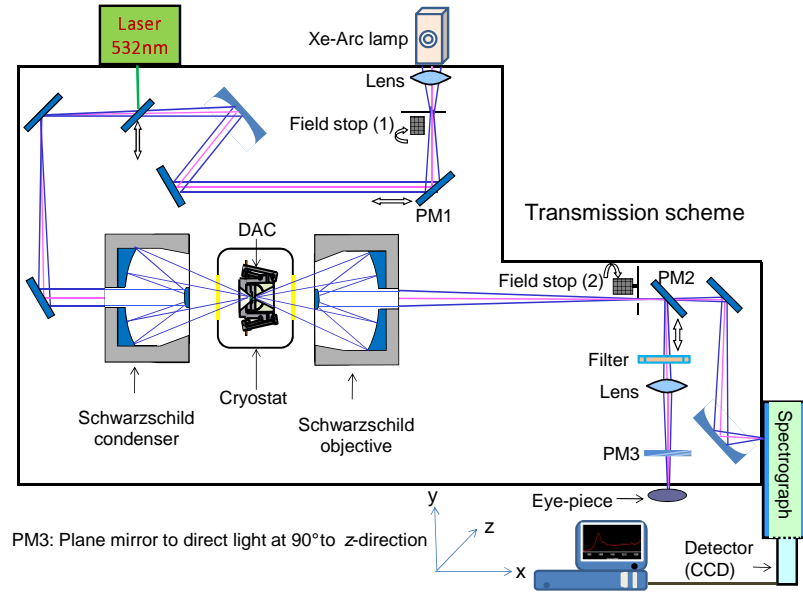 Laser
532nm
Xe-Arc lamp
Lens
Field stop (1)
PM1
Transmission scheme
DAC
Field stop (2)
PM2
Filter
Lens
PM3
Cryostat
Schwarzschild
condenser
Schwarzschild
objective
Spectrograph
Eye-piece
y
z
x
Detector
(CCD)
PM3: Plane mirror to direct light at 90°to z-direction